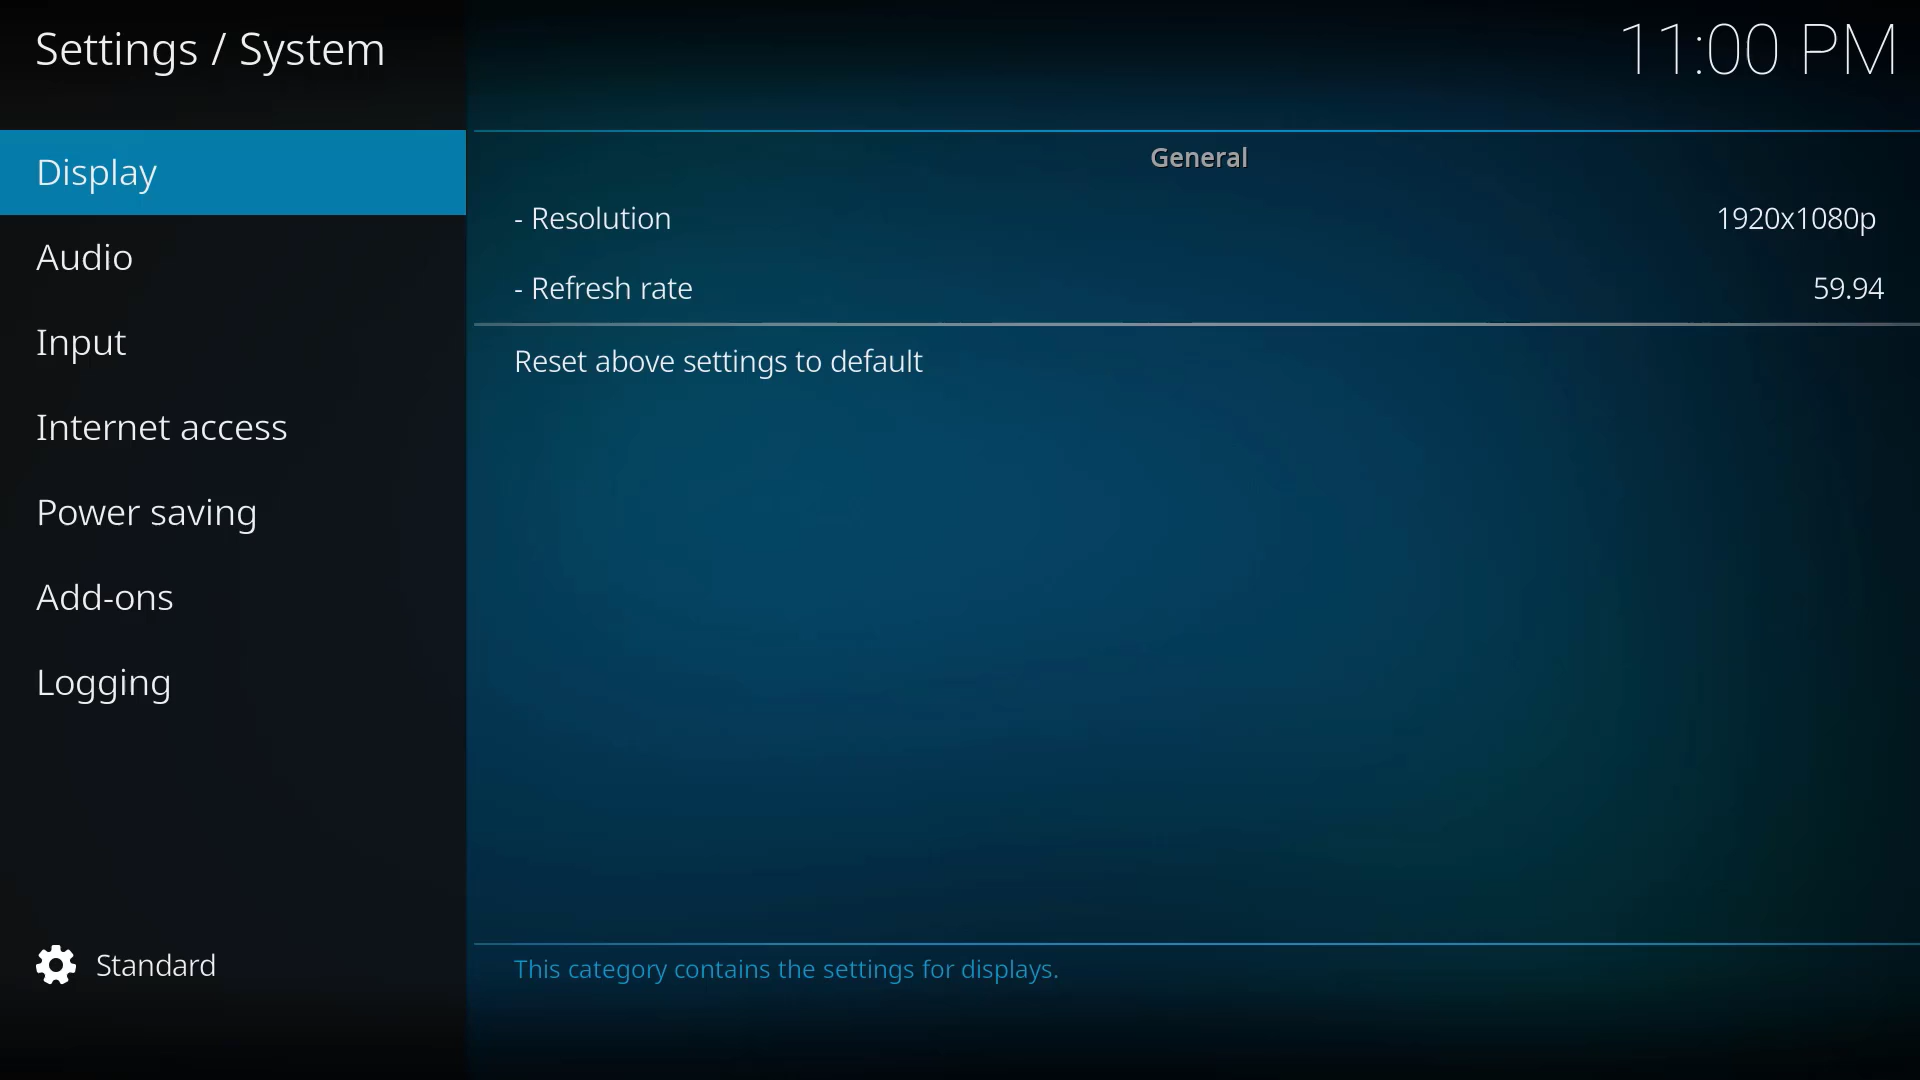 Settings / System
11:00 PM
Display
Audio
Input
Internet access
Power saving
Add-ons
Logging
Standard
General
- Resolution 1920x1080p
- Refresh rate 59.94
Reset above settings to default
This category contains the settings for displays.